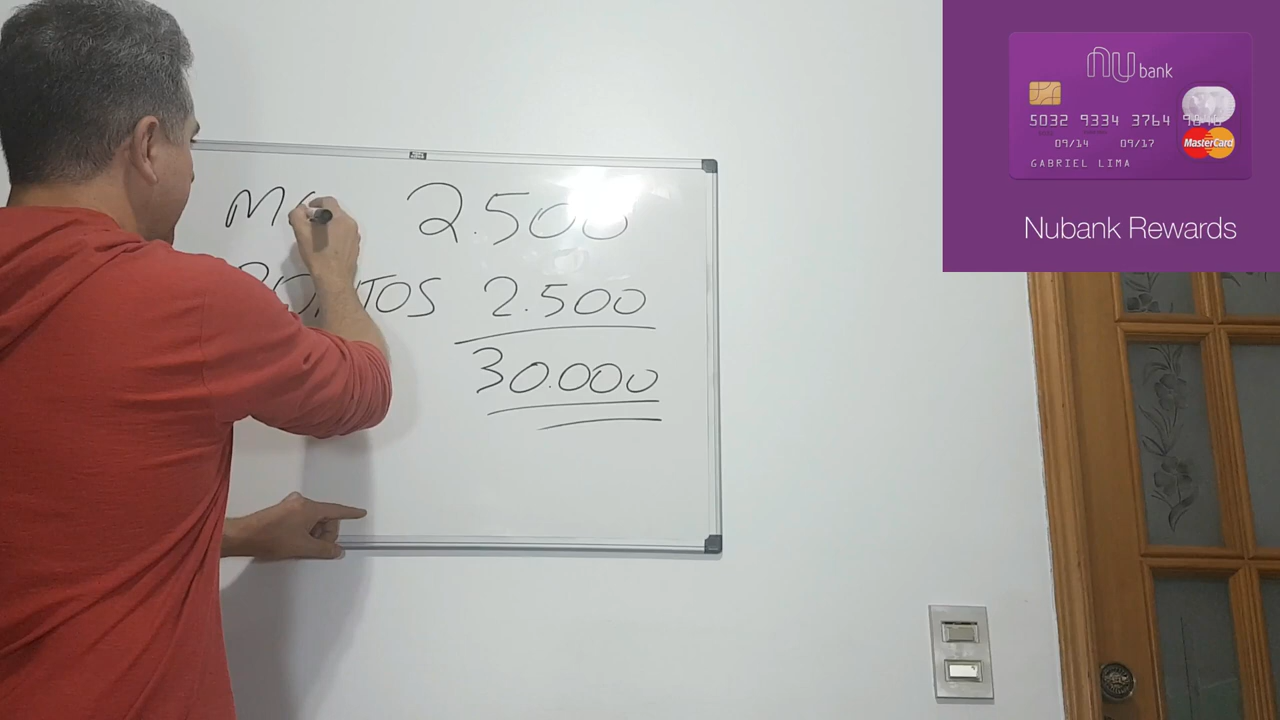 2.500
2.500
30.000
nu bank
5032 9334 3764
09/14 09/17
MasterCard
GABRIEL LIMA
Nubank Rewards